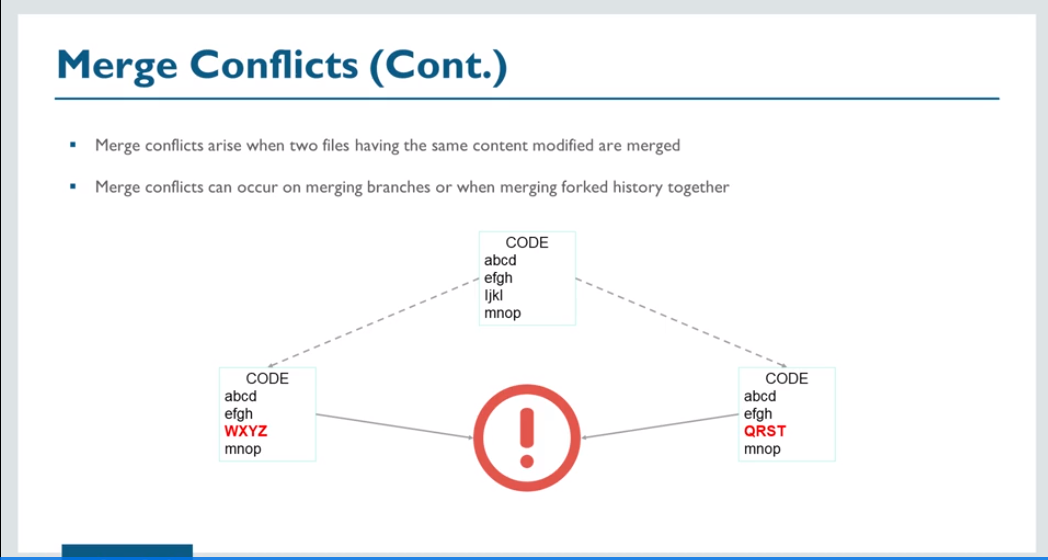 Merge Conflicts (Cont.)
Merge conflicts arise when two files having the same content modified are merged
Merge conflicts can occur on merging branches or when merging forked history together
CODE
abcd
efgh
Ijkl
mnop
CODE
abcd
efgh
WXYZ
mnop
CODE
abcd
efgh
QRST
mnop